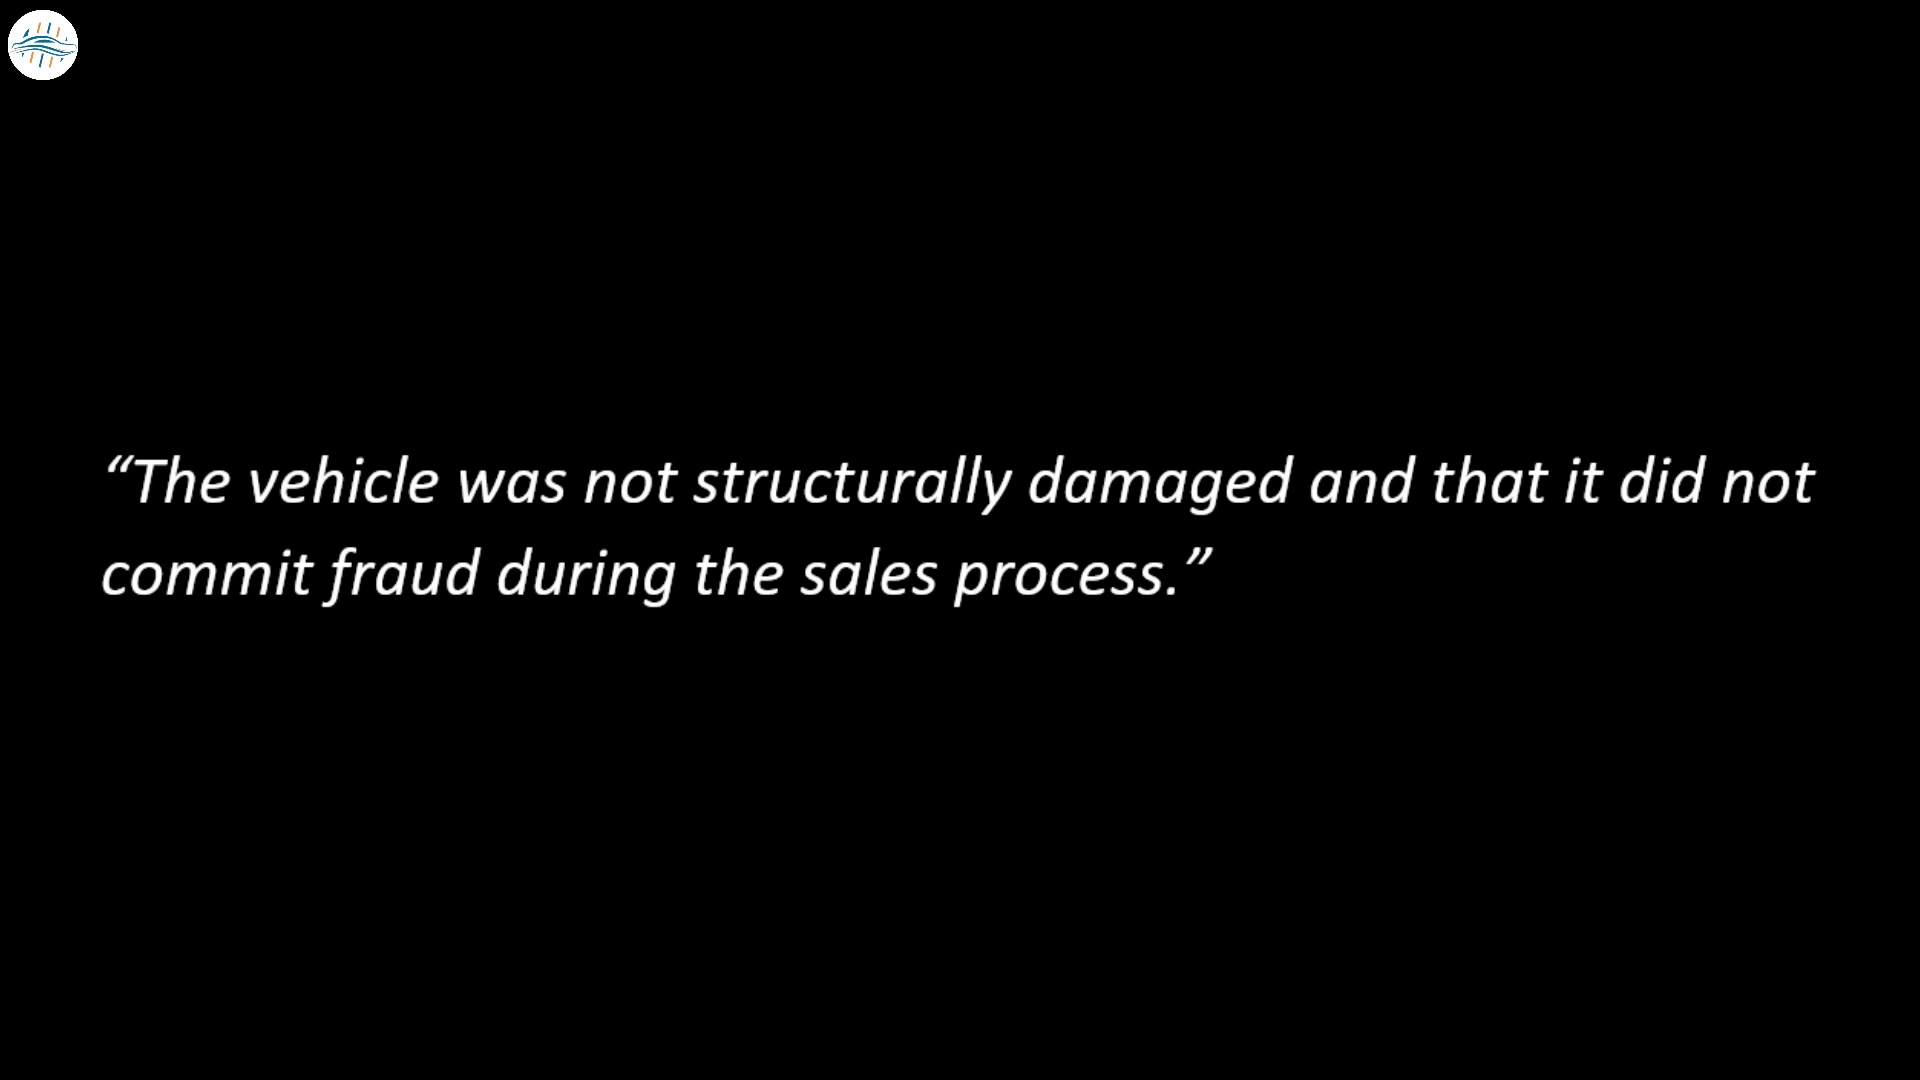 “The vehicle was not structurally damaged and that it did not
commit fraud during the sales process.”